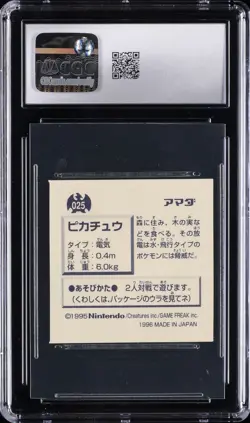 CGC
025
アマダ
ピカチュウ
タイプ：電気
身 長：0.4m
体 重：6.0kg
森に住み、木の実な
どを食べる。その放
電は水・飛行タイプの
ポケモンには脅威だ。
●あそびかた● 2人対戦で遊びます。
（くわしくは、パッケージのウラを見てネ）
©1995 Nintendo/Creatures inc./GAME FREAK inc.
1996 MADE IN JAPAN